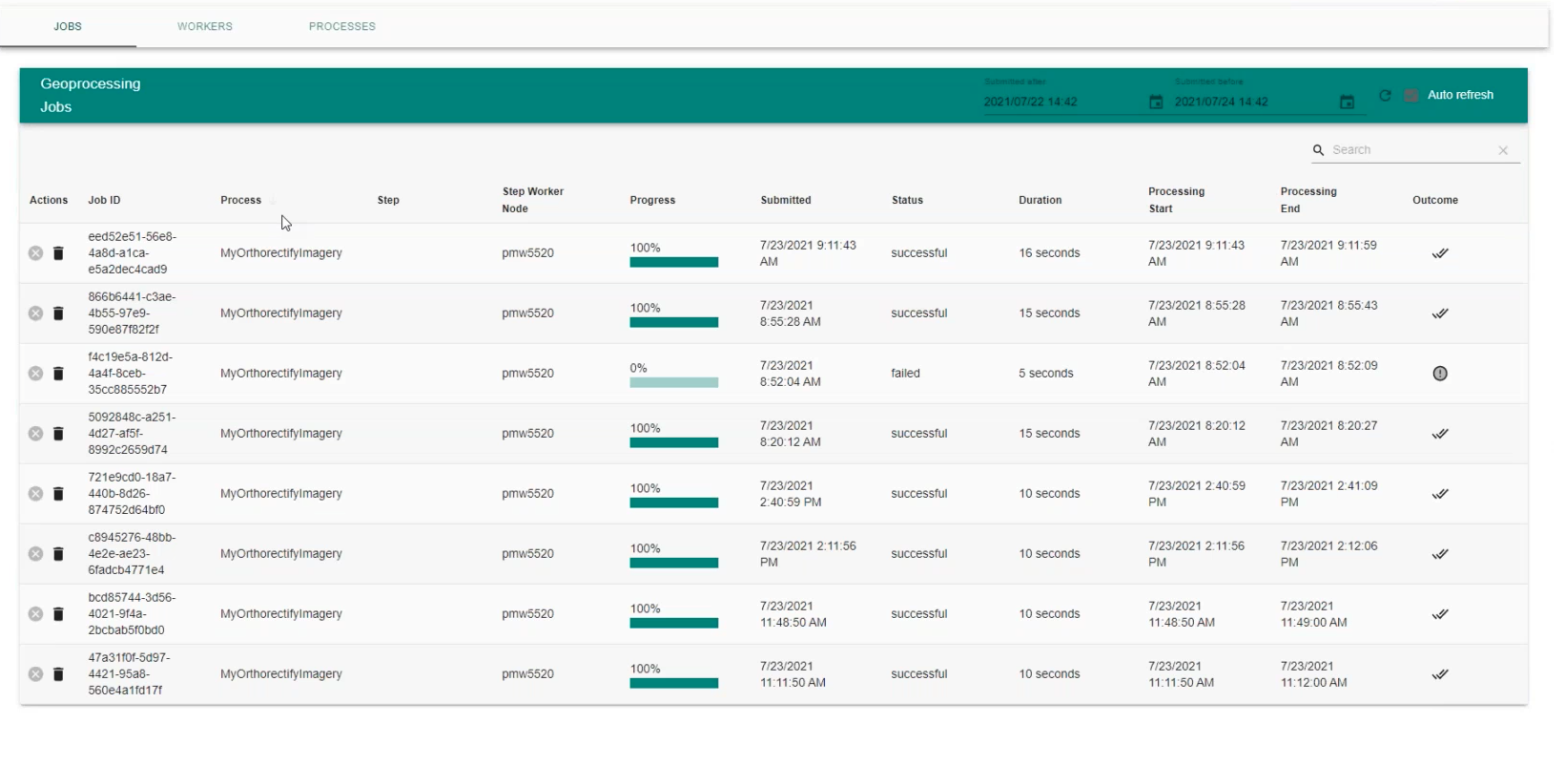 JOBS WORKERS PROCESSES
Geoprocessing
Jobs
Submitted after Submitted before
2021/07/22 14:42 2021/07/24 14:42 Auto refresh
Search
Actions Job ID Process Step Step Worker Node Progress Submitted Status Duration Processing Start Processing End Outcome
eed52e51-56e8-4a8d-a1ca-e5a2dec4cad9 MyOrthorectifyImagery pmw5520 100% 7/23/2021 9:11:43 AM successful 16 seconds 7/23/2021 9:11:43 AM 7/23/2021 9:11:59 AM
866b6441-c3ae-4b55-97e9-590e87f82f2f MyOrthorectifyImagery pmw5520 100% 7/23/2021 8:55:28 AM successful 15 seconds 7/23/2021 8:55:28 AM 7/23/2021 8:55:43 AM
f4c19e5a-812d-4a4f-8ceb-35cc885552b7 MyOrthorectifyImagery pmw5520 0% 7/23/2021 8:52:04 AM failed 5 seconds 7/23/2021 8:52:04 AM 7/23/2021 8:52:09 AM
5092848c-a251-4d27-af5f-8992c2659d74 MyOrthorectifyImagery pmw5520 100% 7/23/2021 8:20:12 AM successful 15 seconds 7/23/2021 8:20:12 AM 7/23/2021 8:20:27 AM
721e9cd0-18a7-440b-8d26-874752d64bf0 MyOrthorectifyImagery pmw5520 100% 7/23/2021 2:40:59 PM successful 10 seconds 7/23/2021 2:40:59 PM 7/23/2021 2:41:09 PM
c8945276-48bb-4e2e-ae23-6fadcb4771e4 MyOrthorectifyImagery pmw5520 100% 7/23/2021 2:11:56 PM successful 10 seconds 7/23/2021 2:11:56 PM 7/23/2021 2:12:06 PM
bcd85744-3d56-4021-9f4a-2bcbab5f0bd0 MyOrthorectifyImagery pmw5520 100% 7/23/2021 11:48:50 AM successful 10 seconds 7/23/2021 11:48:50 AM 7/23/2021 11:49:00 AM
47a31f0f-5d97-4421-95a8-560e4a1fd17f MyOrthorectifyImagery pmw5520 100% 7/23/2021 11:11:50 AM successful 10 seconds 7/23/2021 11:11:50 AM 7/23/2021 11:12:00 AM